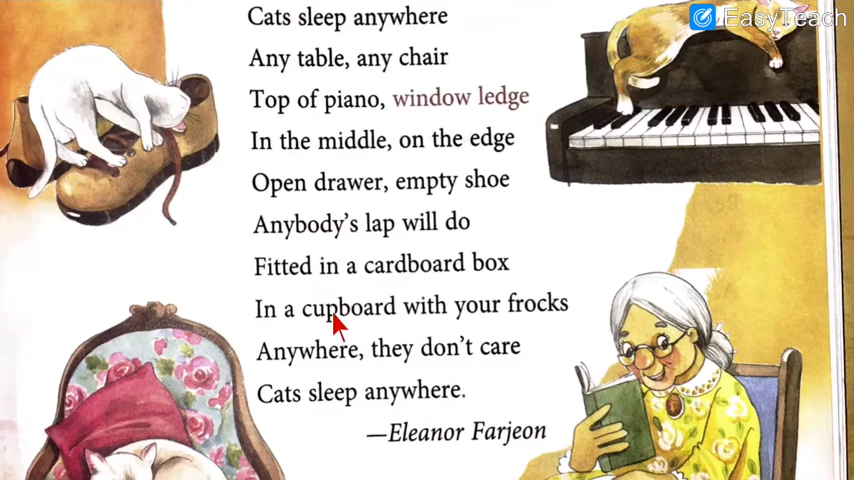 EasyTeach
Cats sleep anywhere
Any table, any chair
Top of piano, window ledge
In the middle, on the edge
Open drawer, empty shoe
Anybody's lap will do
Fitted in a cardboard box
In a cupboard with your frocks
Anywhere, they don't care
Cats sleep anywhere.
—Eleanor Farjeon